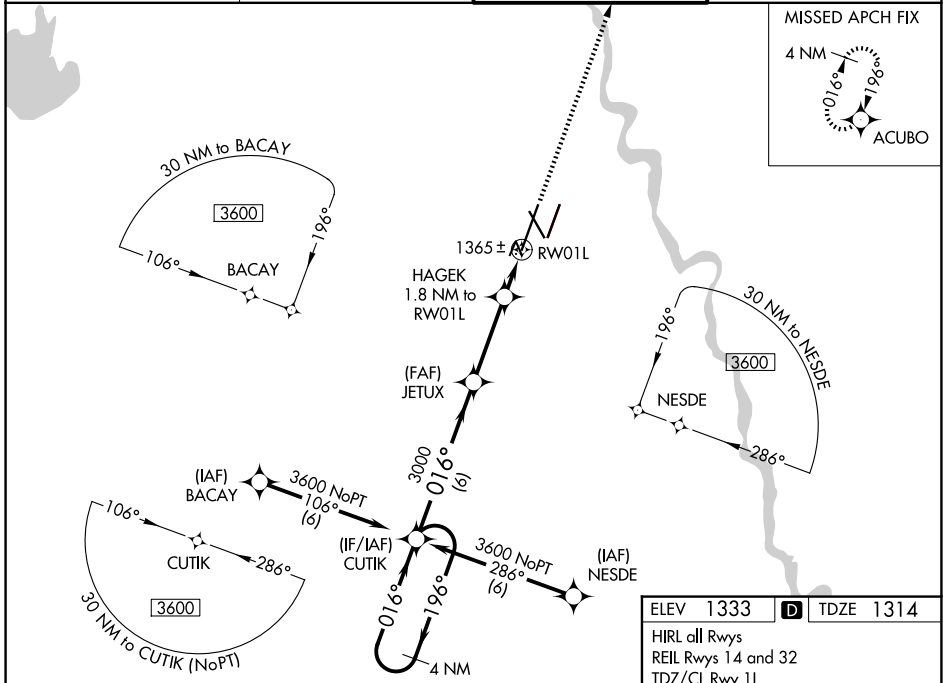 MISSED APCH FIX
4 NM
016°
196°
ACUBO
30 NM to BACAY
3600
196°
106°
BACAY
1365 ±
RW01L
HAGEK
1.8 NM to
RW01L
30 NM to NESDE
196°
3600
NESDE
286°
(FAF)
JETUX
3000
016°
(6)
(IAF)
BACAY
3600 NoPT
106°
(6)
(IF/IAF)
CUTIK
3600 NoPT
286°
(6)
(IAF)
NESDE
106°
CUTIK
286°
3600
30 NM to CUTIK (NoPT)
016°
196°
4 NM
ELEV 1333 D TDZE 1314
HIRL all Rwys
REIL Rwys 14 and 32
TDZ/CL Rwy 1L